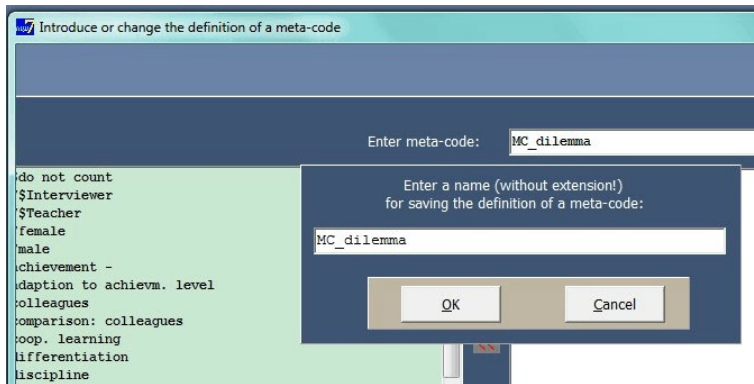 Introduce or change the definition of a meta-code
Enter meta-code: MC_dilemma
Enter a name (without extension!)
for saving the definition of a meta-code:
MC_dilemma
OK Cancel
$do not count
$Interviewer
$Teacher
female
male
achievement -
adaption to achievm. level
colleagues
comparison: colleagues
coop. learning
differentiation
discipline